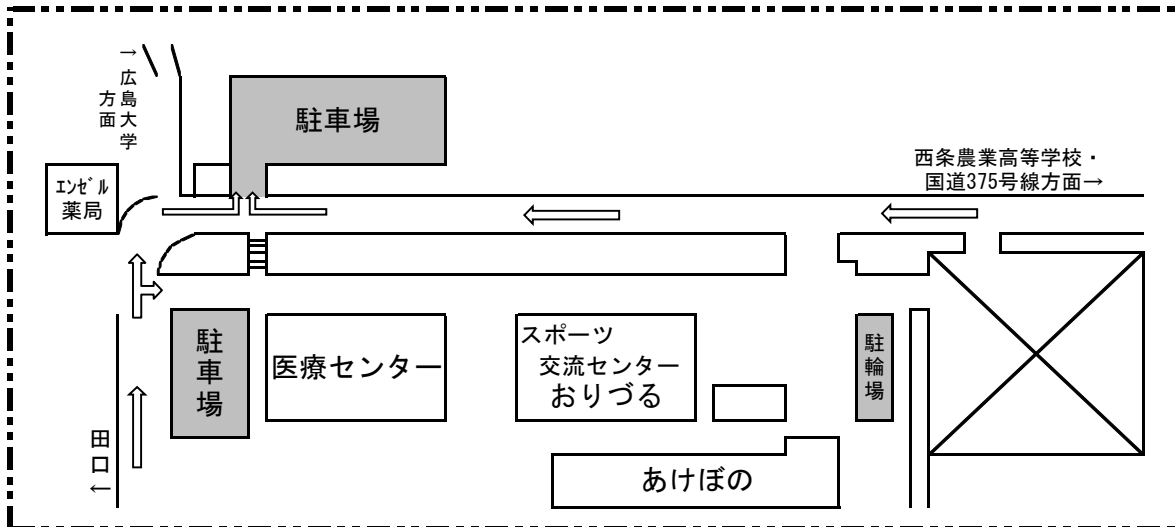 →広島大学
方面
駐車場
西条農業高等学校・
国道375号線方面→
ｴﾝｾﾞﾙ
薬局
駐車場
医療センター
スポーツ
交流センター
おりづる
駐輪場
田口←
あけぼの